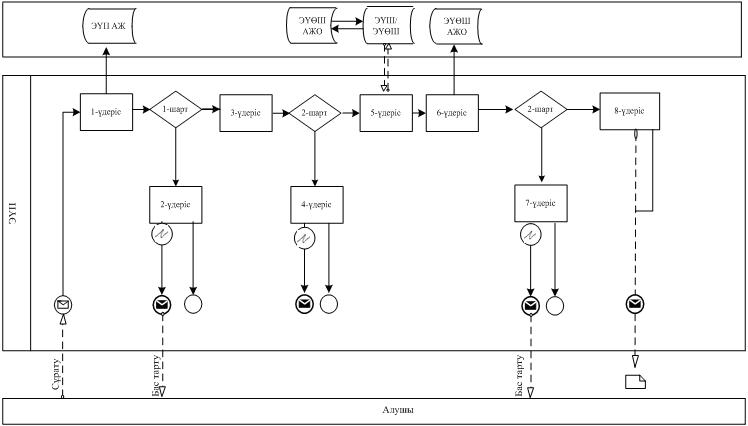 ЭҮП АЖ
ЭҮӨШ
АЖО
ЭҮШ/
ЭҮӨШ
ЭҮӨШ
АЖО
1-үдеріс
1-шарт
3-үдеріс
2-шарт
5-үдеріс
6-үдеріс
2-шарт
8-үдеріс
2-үдеріс
4-үдеріс
7-үдеріс
ЭҮП
Сұрату
Бас тарту
Бас тарту
Алушы